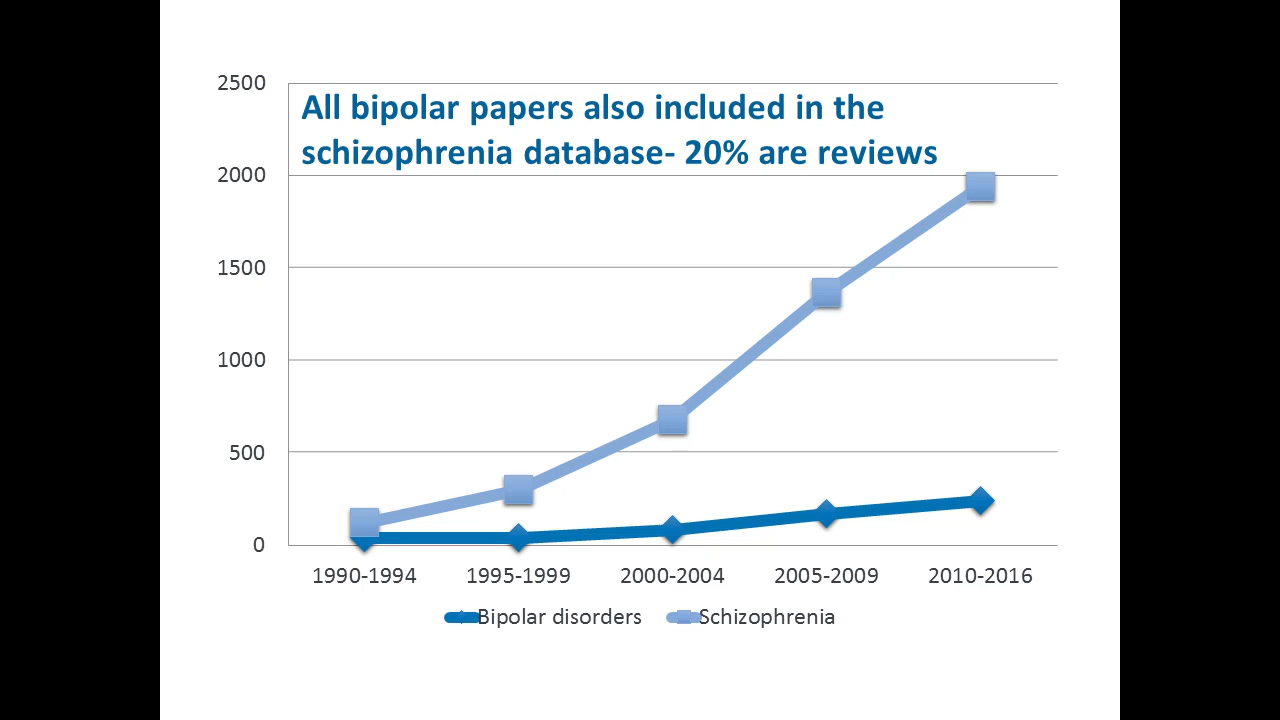 2500
All bipolar papers also included in the
schizophrenia database- 20% are reviews
2000
1500
1000
500
0
1990-1994 1995-1999 2000-2004 2005-2009 2010-2016
Bipolar disorders Schizophrenia